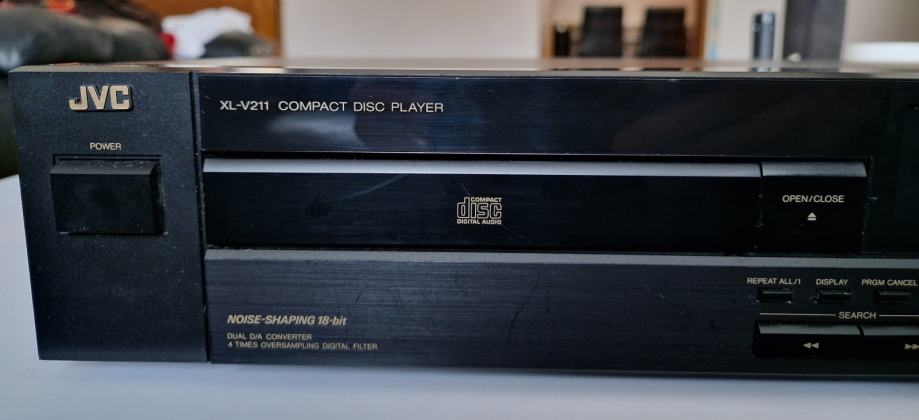 JVC
XL-V211 COMPACT DISC PLAYER
POWER
COMPACT
disc
DIGITAL AUDIO
OPEN/CLOSE
REPEAT ALL/1 DISPLAY PRGM CANCEL
SEARCH
NOISE-SHAPING 18-bit
DUAL D/A CONVERTER
4 TIMES OVERSAMPLING DIGITAL FILTER